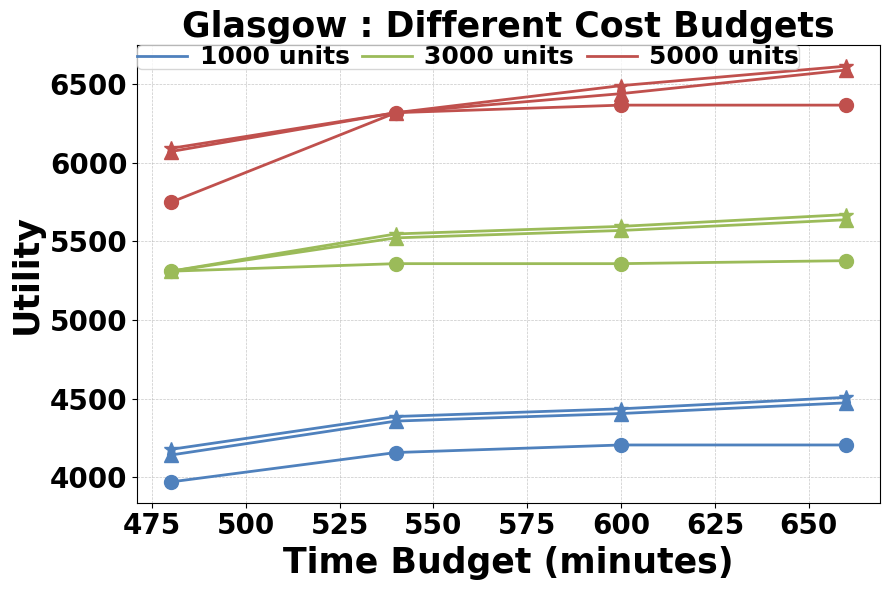 Glasgow : Different Cost Budgets
1000 units 3000 units 5000 units
6500
6000
5500
5000
4500
4000
Utility
475 500 525 550 575 600 625 650
Time Budget (minutes)